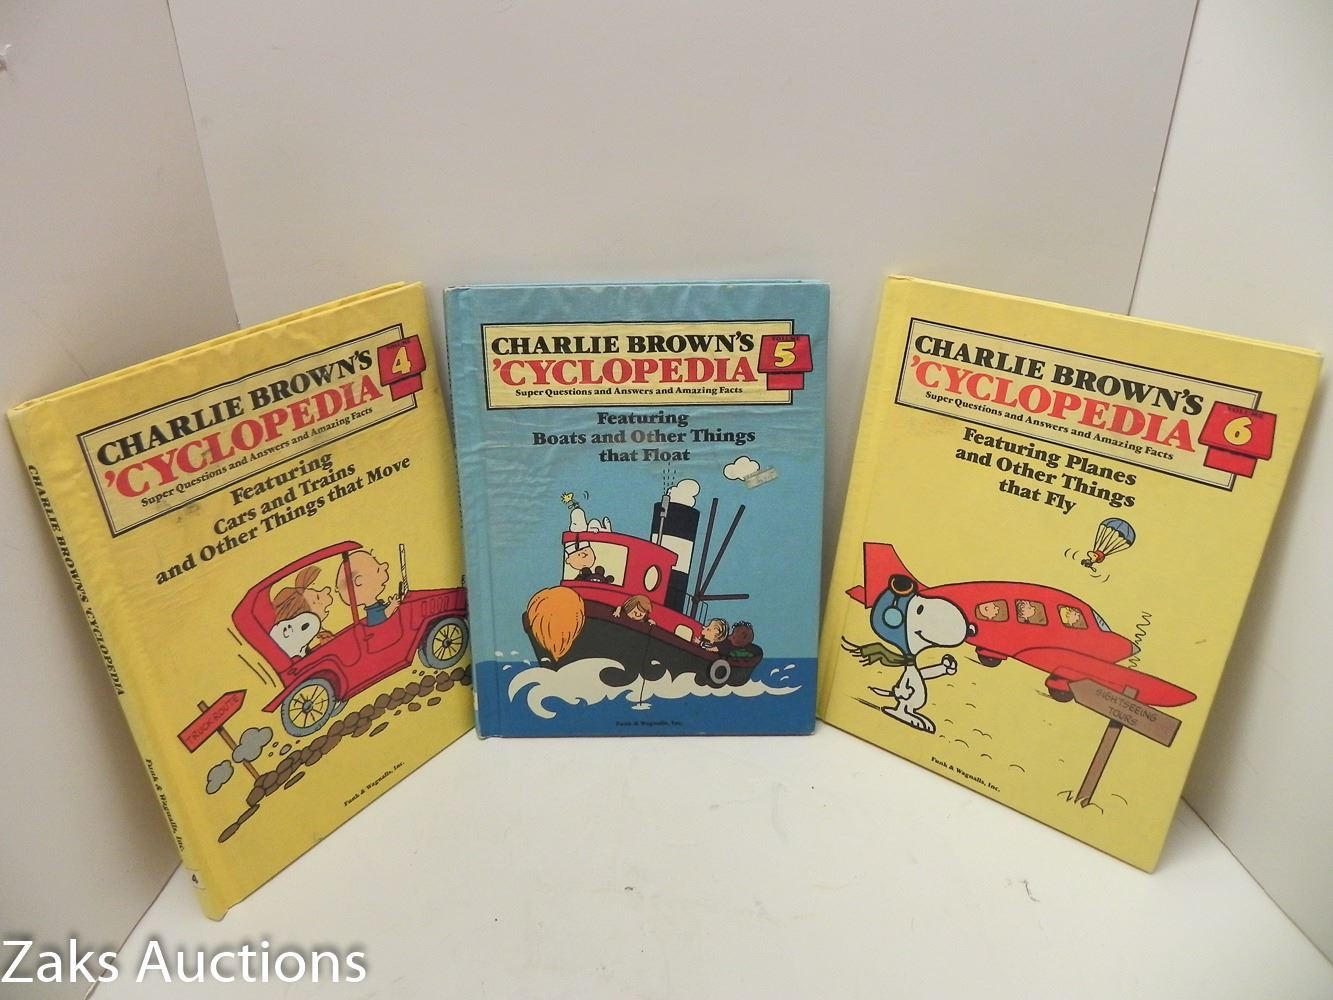 CHARLIE BROWN'S
'CYCLOPEDIA
Super Questions and Answers and Amazing Facts
VOLUME
4
Featuring
Cars and Trains
and Other Things that Move
TRUCK ROUTE
Funk & Wagnalls, Inc.
CHARLIE BROWN'S 'CYCLOPEDIA
Funk & Wagnalls, Inc.
4
CHARLIE BROWN'S
'CYCLOPEDIA
Super Questions and Answers and Amazing Facts
VOLUME
5
Featuring
Boats and Other Things
that Float
Funk & Wagnalls, Inc.
CHARLIE BROWN'S
'CYCLOPEDIA
Super Questions and Answers and Amazing Facts
VOLUME
6
Featuring Planes
and Other Things
that Fly
SIGHTSEEING
TOURS
Funk & Wagnalls, Inc.
Zaks Auctions